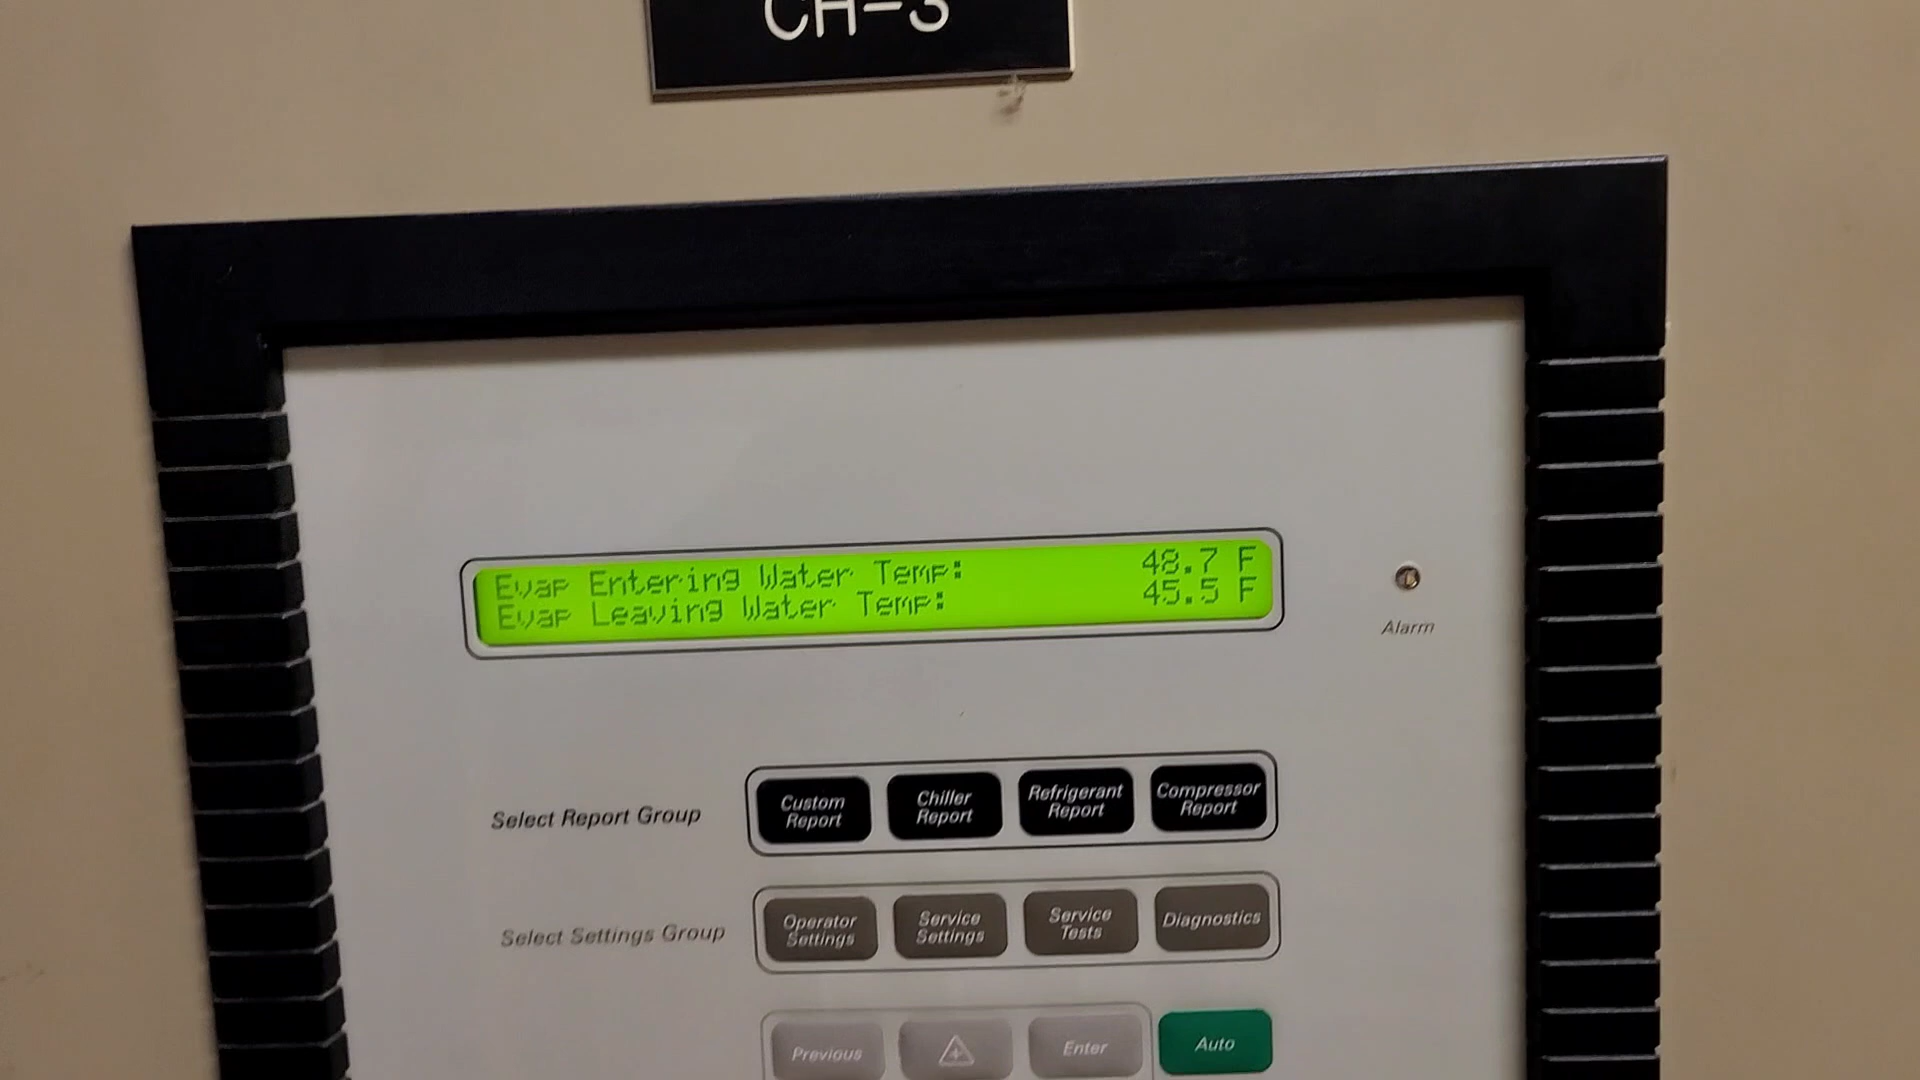 CH-3
Evap Entering Water Temp: 48.7 F
Evap Leaving Water Temp: 45.5 F
Alarm
Select Report Group
Custom Report
Chiller Report
Refrigerant Report
Compressor Report
Select Settings Group
Operator Settings
Service Settings
Service Tests
Diagnostics
Previous
+
Enter
Auto